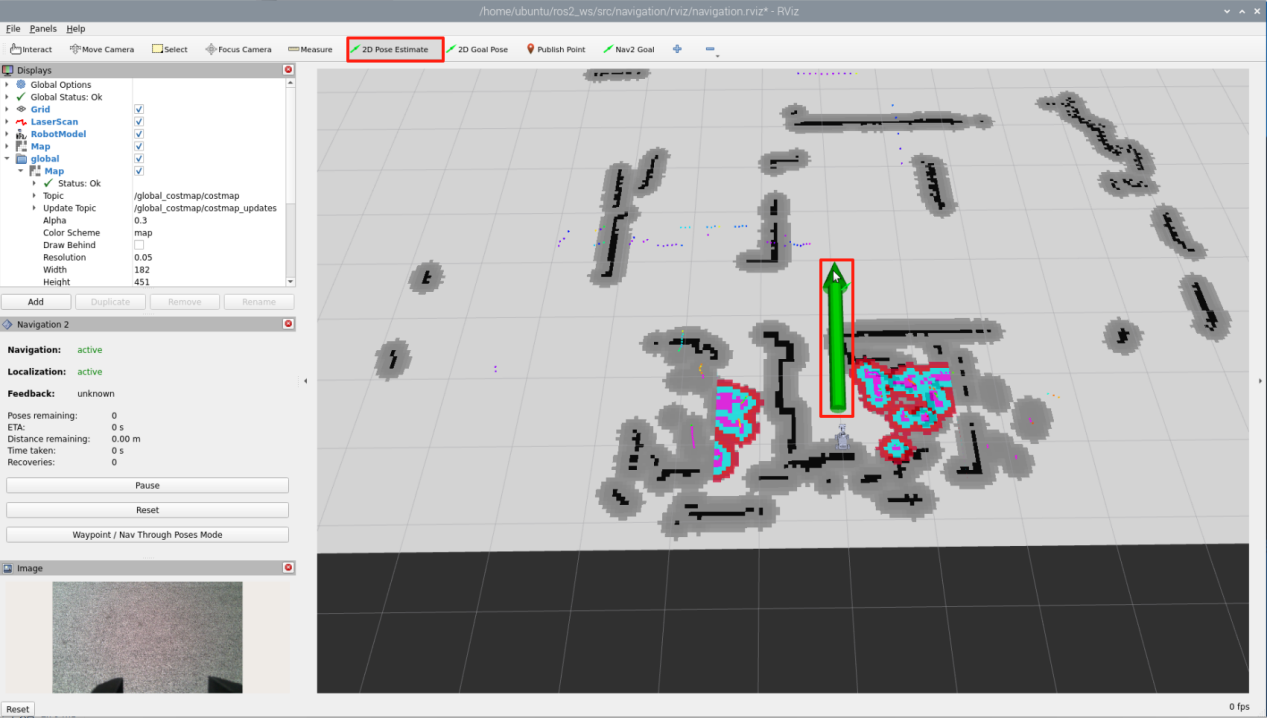 /home/ubuntu/ros2_ws/src/navigation/rviz/navigation.rviz* - RViz
File Panels Help
Interact Move Camera Select Focus Camera Measure 2D Pose Estimate 2D Goal Pose Publish Point Nav2 Goal
Displays
Global Options
Global Status: Ok
Grid
LaserScan
RobotModel
Map
global
Map
Status: Ok
Topic /global_costmap/costmap
Update Topic /global_costmap/costmap_updates
Alpha 0.3
Color Scheme map
Draw Behind
Resolution 0.05
Width 182
Height 451
Add Duplicate Remove Rename
Navigation 2
Navigation: active
Localization: active
Feedback: unknown
Poses remaining: 0
ETA: 0 s
Distance remaining: 0.00 m
Time taken: 0 s
Recoveries: 0
Pause
Reset
Waypoint / Nav Through Poses Mode
Image
Reset 0 fps